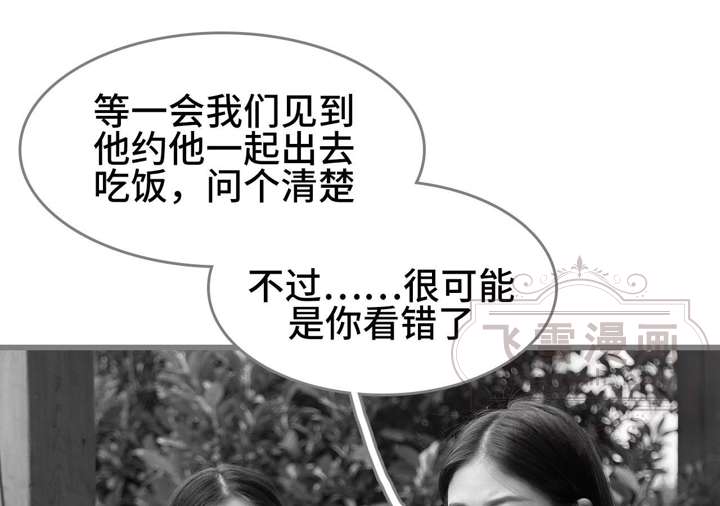 等一会我们见到
他约他一起出去
吃饭，问个清楚
不过……很可能
是你看错了
飞雪漫画